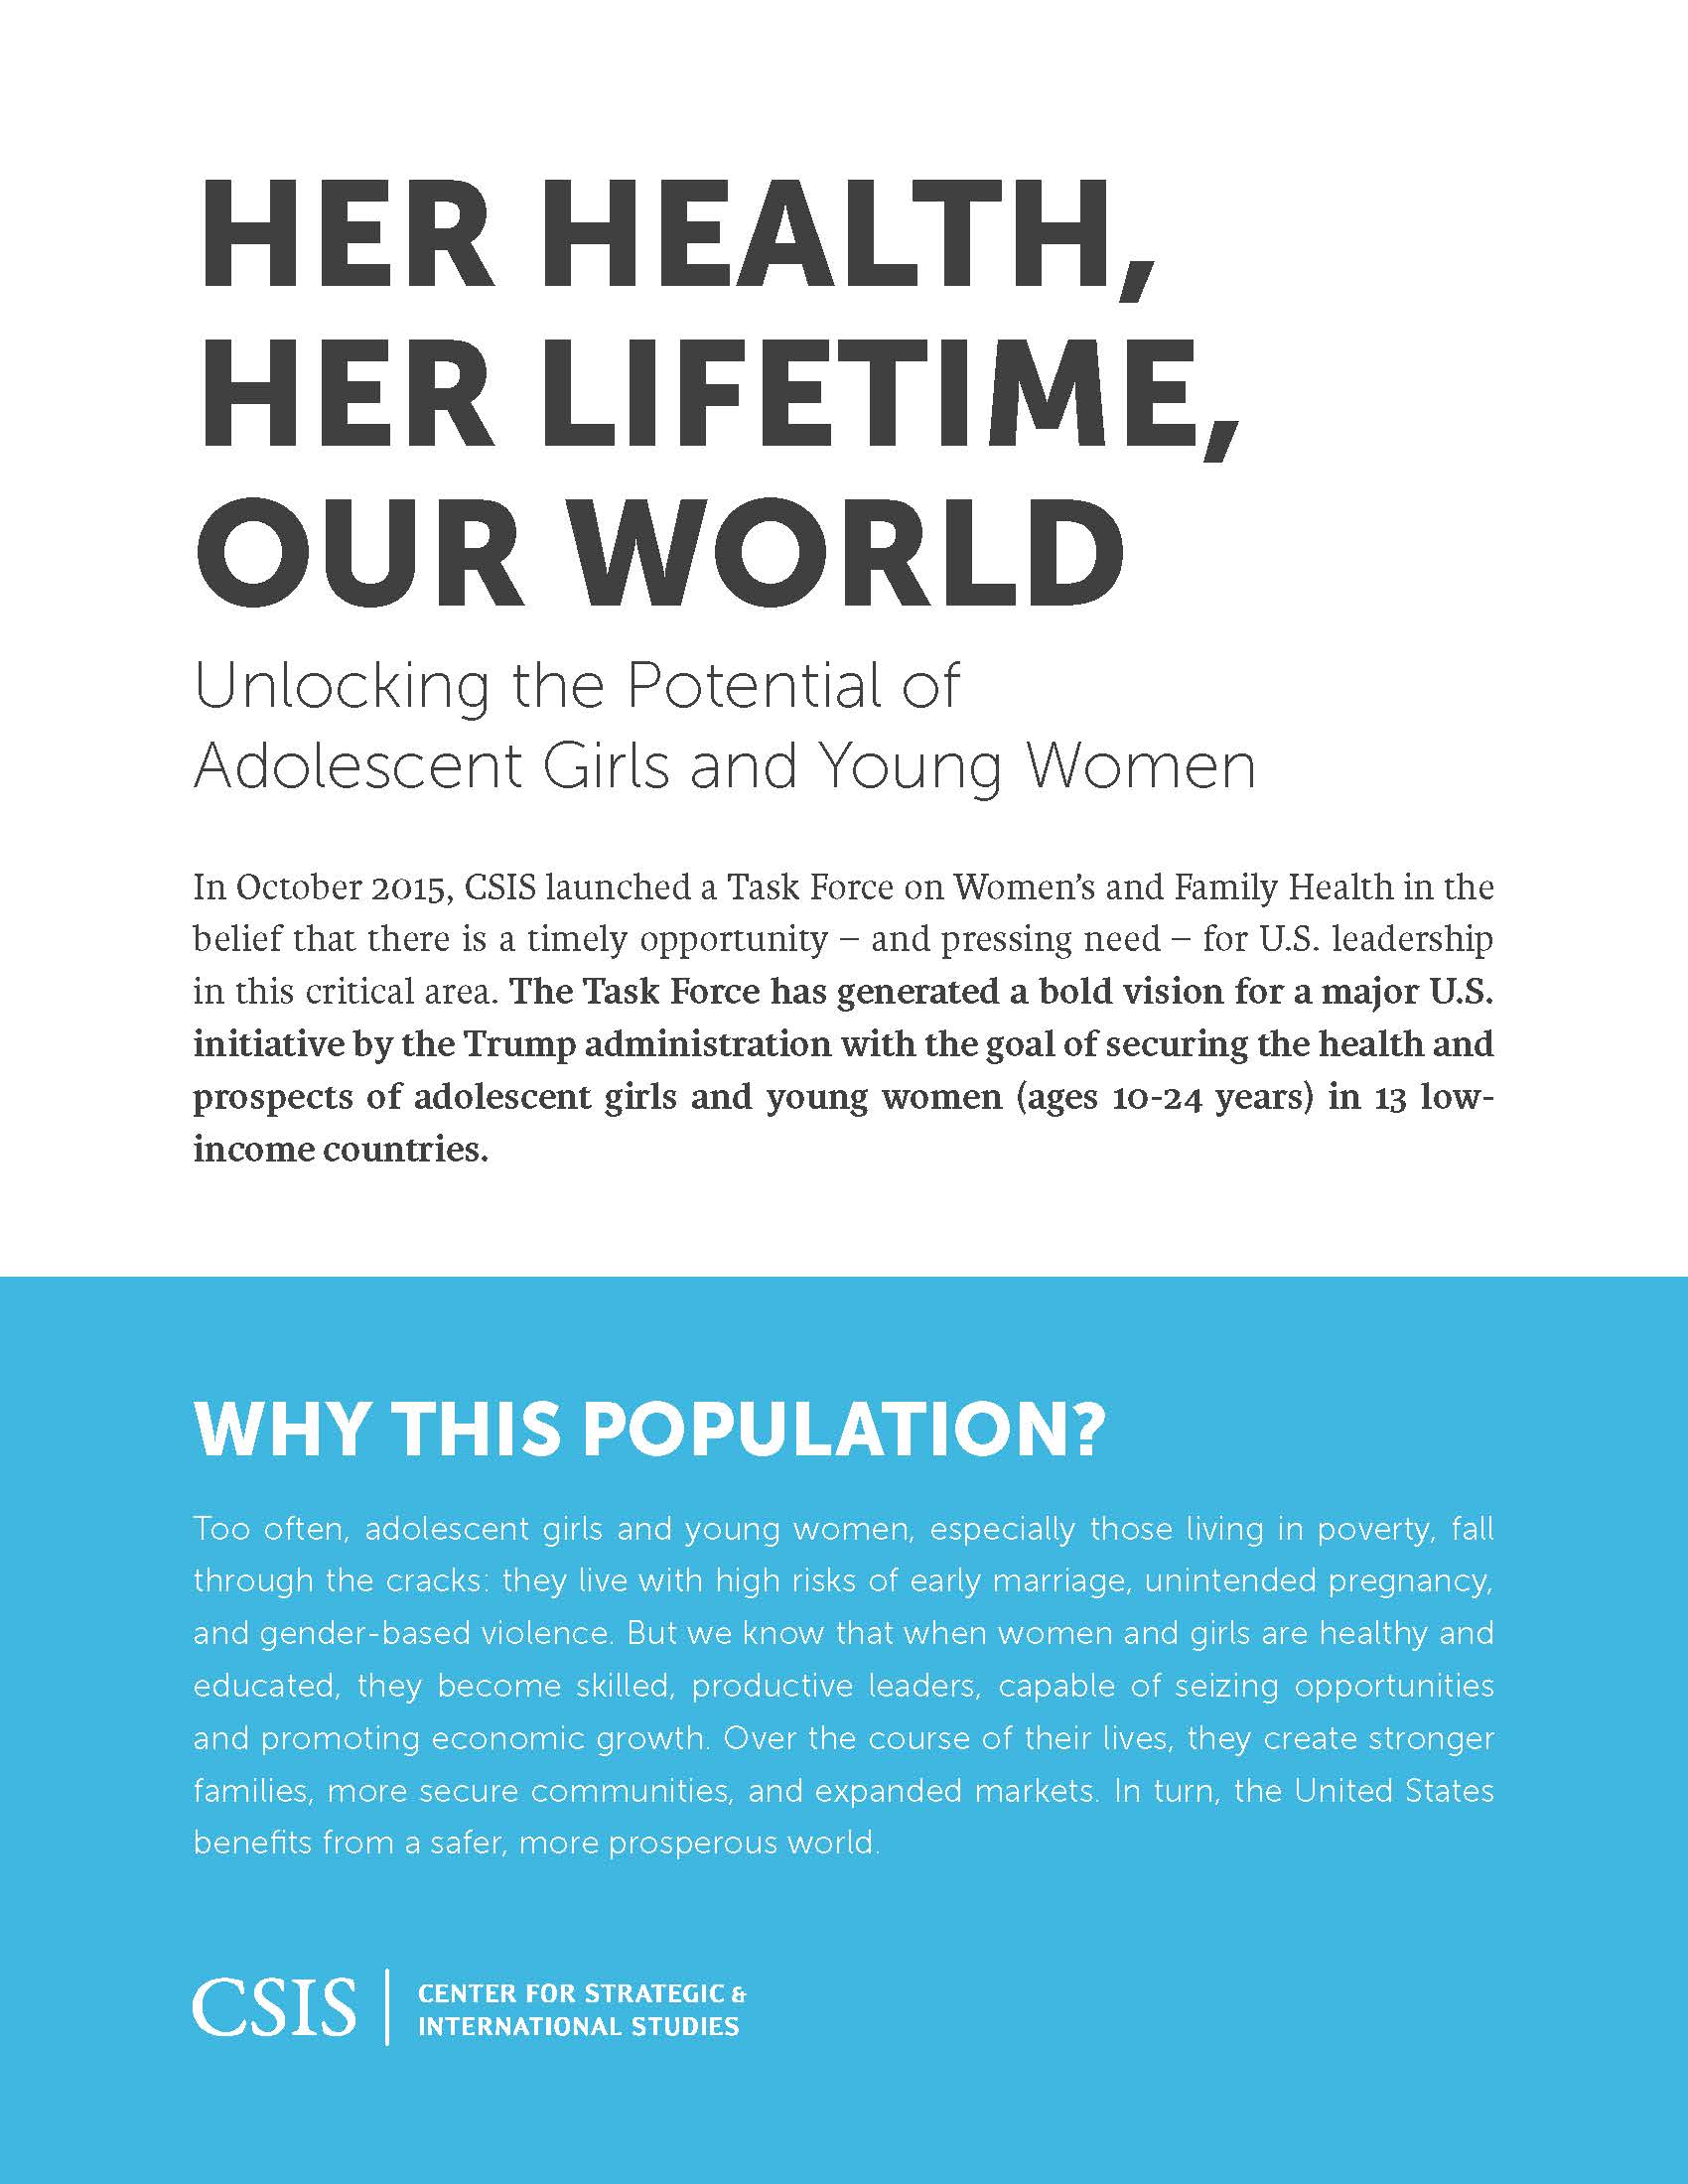 HER HEALTH,
HER LIFETIME,
OUR WORLD
Unlocking the Potential of
Adolescent Girls and Young Women
In October 2015, CSIS launched a Task Force on Women’s and Family Health in the
belief that there is a timely opportunity – and pressing need – for U.S. leadership
in this critical area. The Task Force has generated a bold vision for a major U.S.
initiative by the Trump administration with the goal of securing the health and
prospects of adolescent girls and young women (ages 10-24 years) in 13 low-
income countries.
WHY THIS POPULATION?
Too often, adolescent girls and young women, especially those living in poverty, fall
through the cracks: they live with high risks of early marriage, unintended pregnancy,
and gender-based violence. But we know that when women and girls are healthy and
educated, they become skilled, productive leaders, capable of seizing opportunities
and promoting economic growth. Over the course of their lives, they create stronger
families, more secure communities, and expanded markets. In turn, the United States
benefits from a safer, more prosperous world.
CSIS | CENTER FOR STRATEGIC &
INTERNATIONAL STUDIES